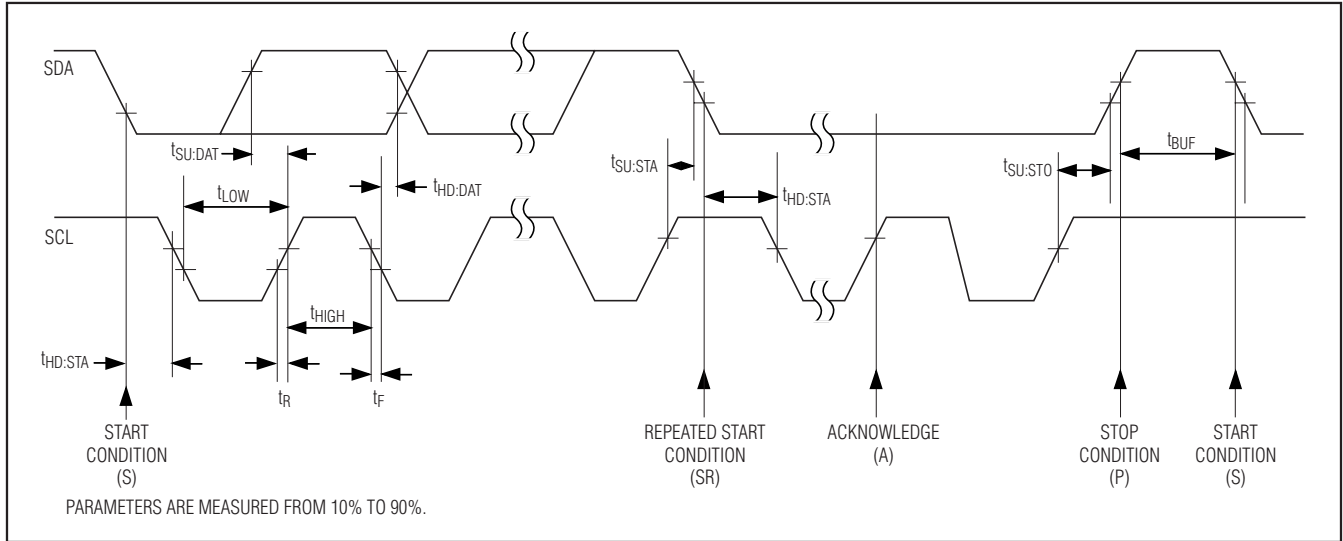 SDA
tSU:DAT
tLOW
tHD:DAT
tSU:STA
tHD:STA
tSU:STO
tBUF
SCL
tHIGH
tHD:STA
tR
tF
START
CONDITION
(S)
REPEATED START
CONDITION
(SR)
ACKNOWLEDGE
(A)
STOP
CONDITION
(P)
START
CONDITION
(S)
PARAMETERS ARE MEASURED FROM 10% TO 90%.